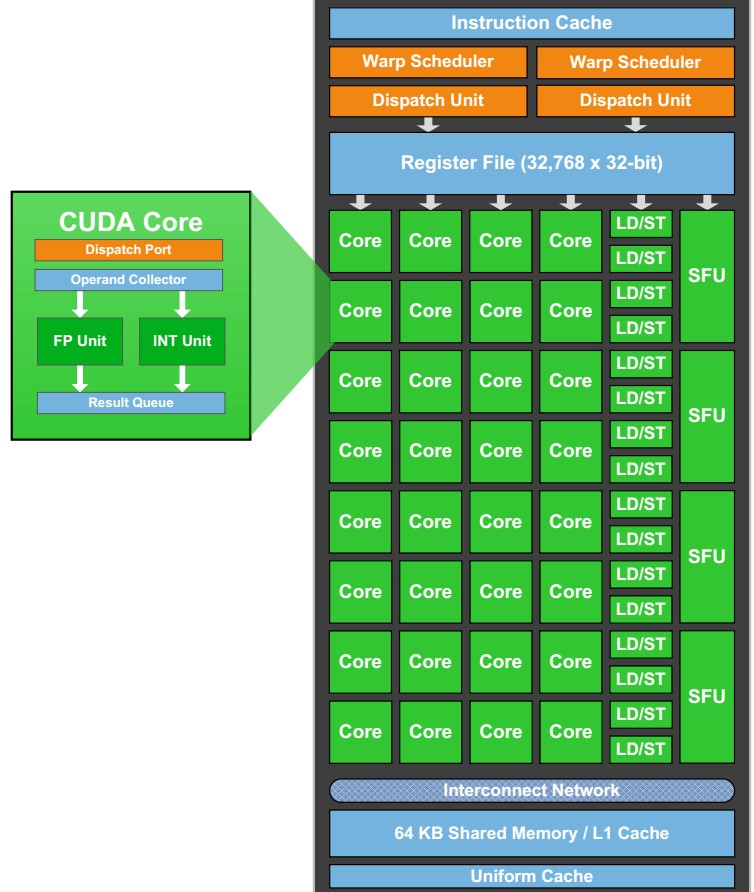 Instruction Cache
Warp Scheduler Warp Scheduler
Dispatch Unit Dispatch Unit
Register File (32,768 x 32-bit)
CUDA Core
Dispatch Port
Operand Collector
FP Unit INT Unit
Result Queue
LD/ST
Core Core Core Core
LD/ST
SFU
LD/ST
Core Core Core Core
LD/ST
LD/ST
Core Core Core Core
LD/ST
SFU
LD/ST
Core Core Core Core
LD/ST
LD/ST
Core Core Core Core
LD/ST
SFU
LD/ST
Core Core Core Core
LD/ST
LD/ST
Core Core Core Core
LD/ST
SFU
LD/ST
Core Core Core Core
LD/ST
Interconnect Network
64 KB Shared Memory / L1 Cache
Uniform Cache